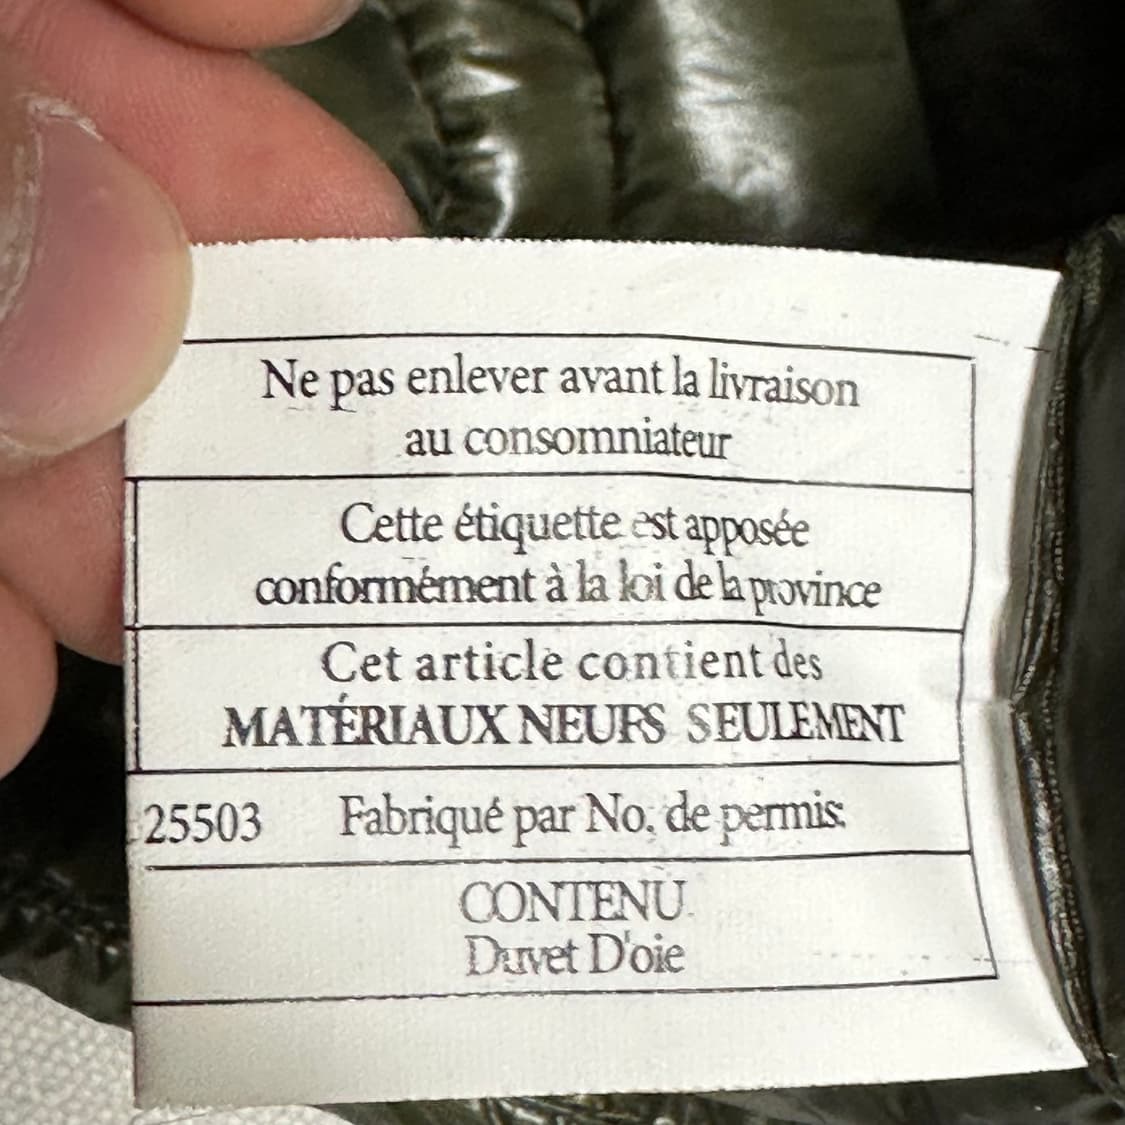 Ne pas enlever avant la livraison
au consomniateur
Cette étiquette est apposée
conformément à la loi de la province
Cet article contient des
MATÉRIAUX NEUFS SEULEMENT
25503 Fabriqué par No. de permis:
CONTENU
Duvet D'oie